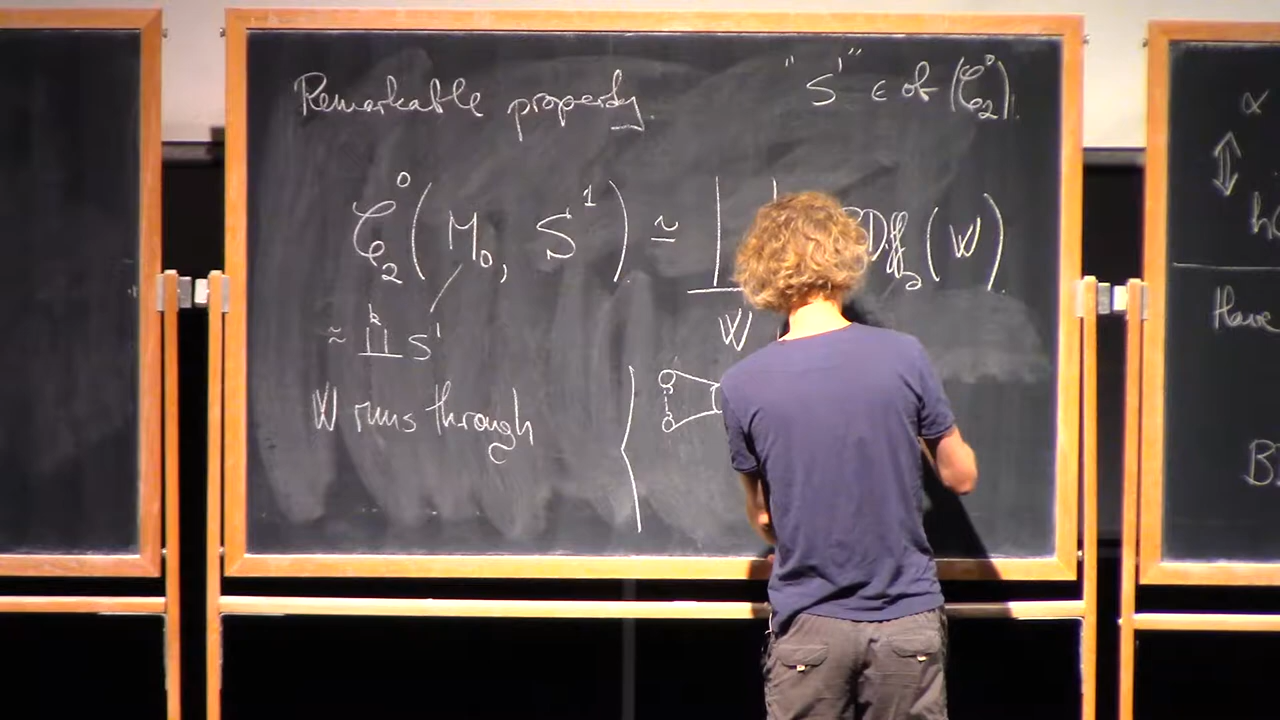 Remarkable property. "S¹" ∈ ob (𝒞₂⁰).
𝒞₂⁰ ( M₀, S¹ ) ≃ ∐ BDiff∂ (W)
W
≃ ∐ᵏ S¹
W runs through {
α
⇕
Have